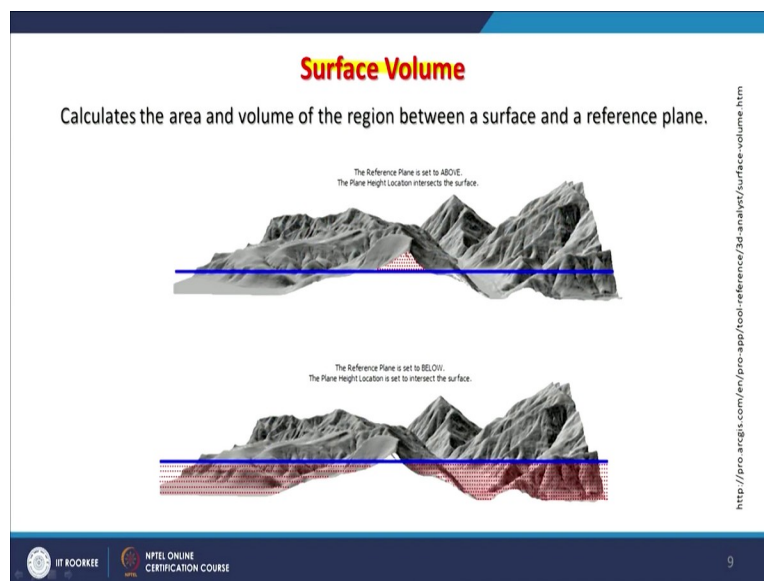 Surface Volume
Calculates the area and volume of the region between a surface and a reference plane.
The Reference Plane is set to ABOVE.
The Plane Height Location intersects the surface.
The Reference Plane is set to BELOW.
The Plane Height Location is set to intersect the surface.
http://pro.arcgis.com/en/pro-app/tool-reference/3d-analyst/surface-volume.htm
IIT ROORKEE
NPTEL ONLINE
CERTIFICATION COURSE
9